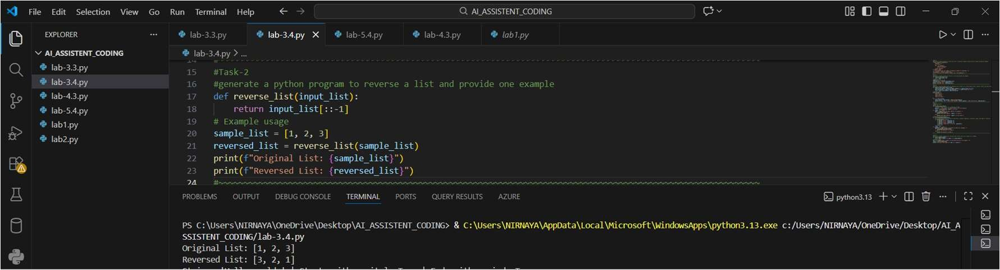 File Edit Selection View Go Run Terminal Help
AI_ASSISTENT_CODING
EXPLORER
AI_ASSISTENT_CODING
lab-3.3.py
lab-3.4.py
lab-4.3.py
lab-5.4.py
lab1.py
lab2.py
lab-3.3.py lab-3.4.py lab-5.4.py lab-4.3.py lab1.py
lab-3.4.py > ...
15 #Task-2
16 #generate a python program to reverse a list and provide one example
17 def reverse_list(input_list):
18     return input_list[::-1]
19 # Example usage
20 sample_list = [1, 2, 3]
21 reversed_list = reverse_list(sample_list)
22 print(f"Original List: {sample_list}")
23 print(f"Reversed List: {reversed_list}")
24
PROBLEMS OUTPUT DEBUG CONSOLE TERMINAL PORTS QUERY RESULTS AZURE
python3.13
PS C:\Users\NIRNAYA\OneDrive\Desktop\AI_ASSISTENT_CODING> & C:\Users\NIRNAYA\AppData\Local\Microsoft\WindowsApps\python3.13.exe c:/Users/NIRNAYA/OneDrive/Desktop/AI_A
SSISTENT_CODING/lab-3.4.py
Original List: [1, 2, 3]
Reversed List: [3, 2, 1]